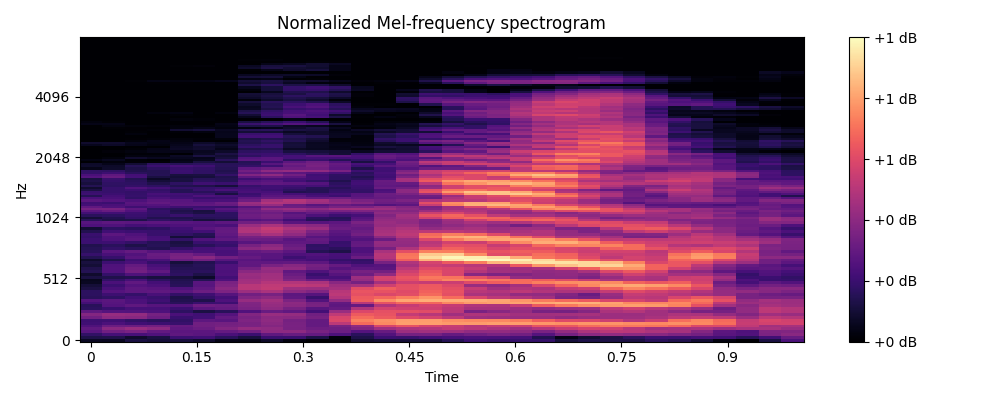 Normalized Mel-frequency spectrogram
Hz
4096
2048
1024
512
0
0 0.15 0.3 0.45 0.6 0.75 0.9
Time
+1 dB
+1 dB
+1 dB
+0 dB
+0 dB
+0 dB